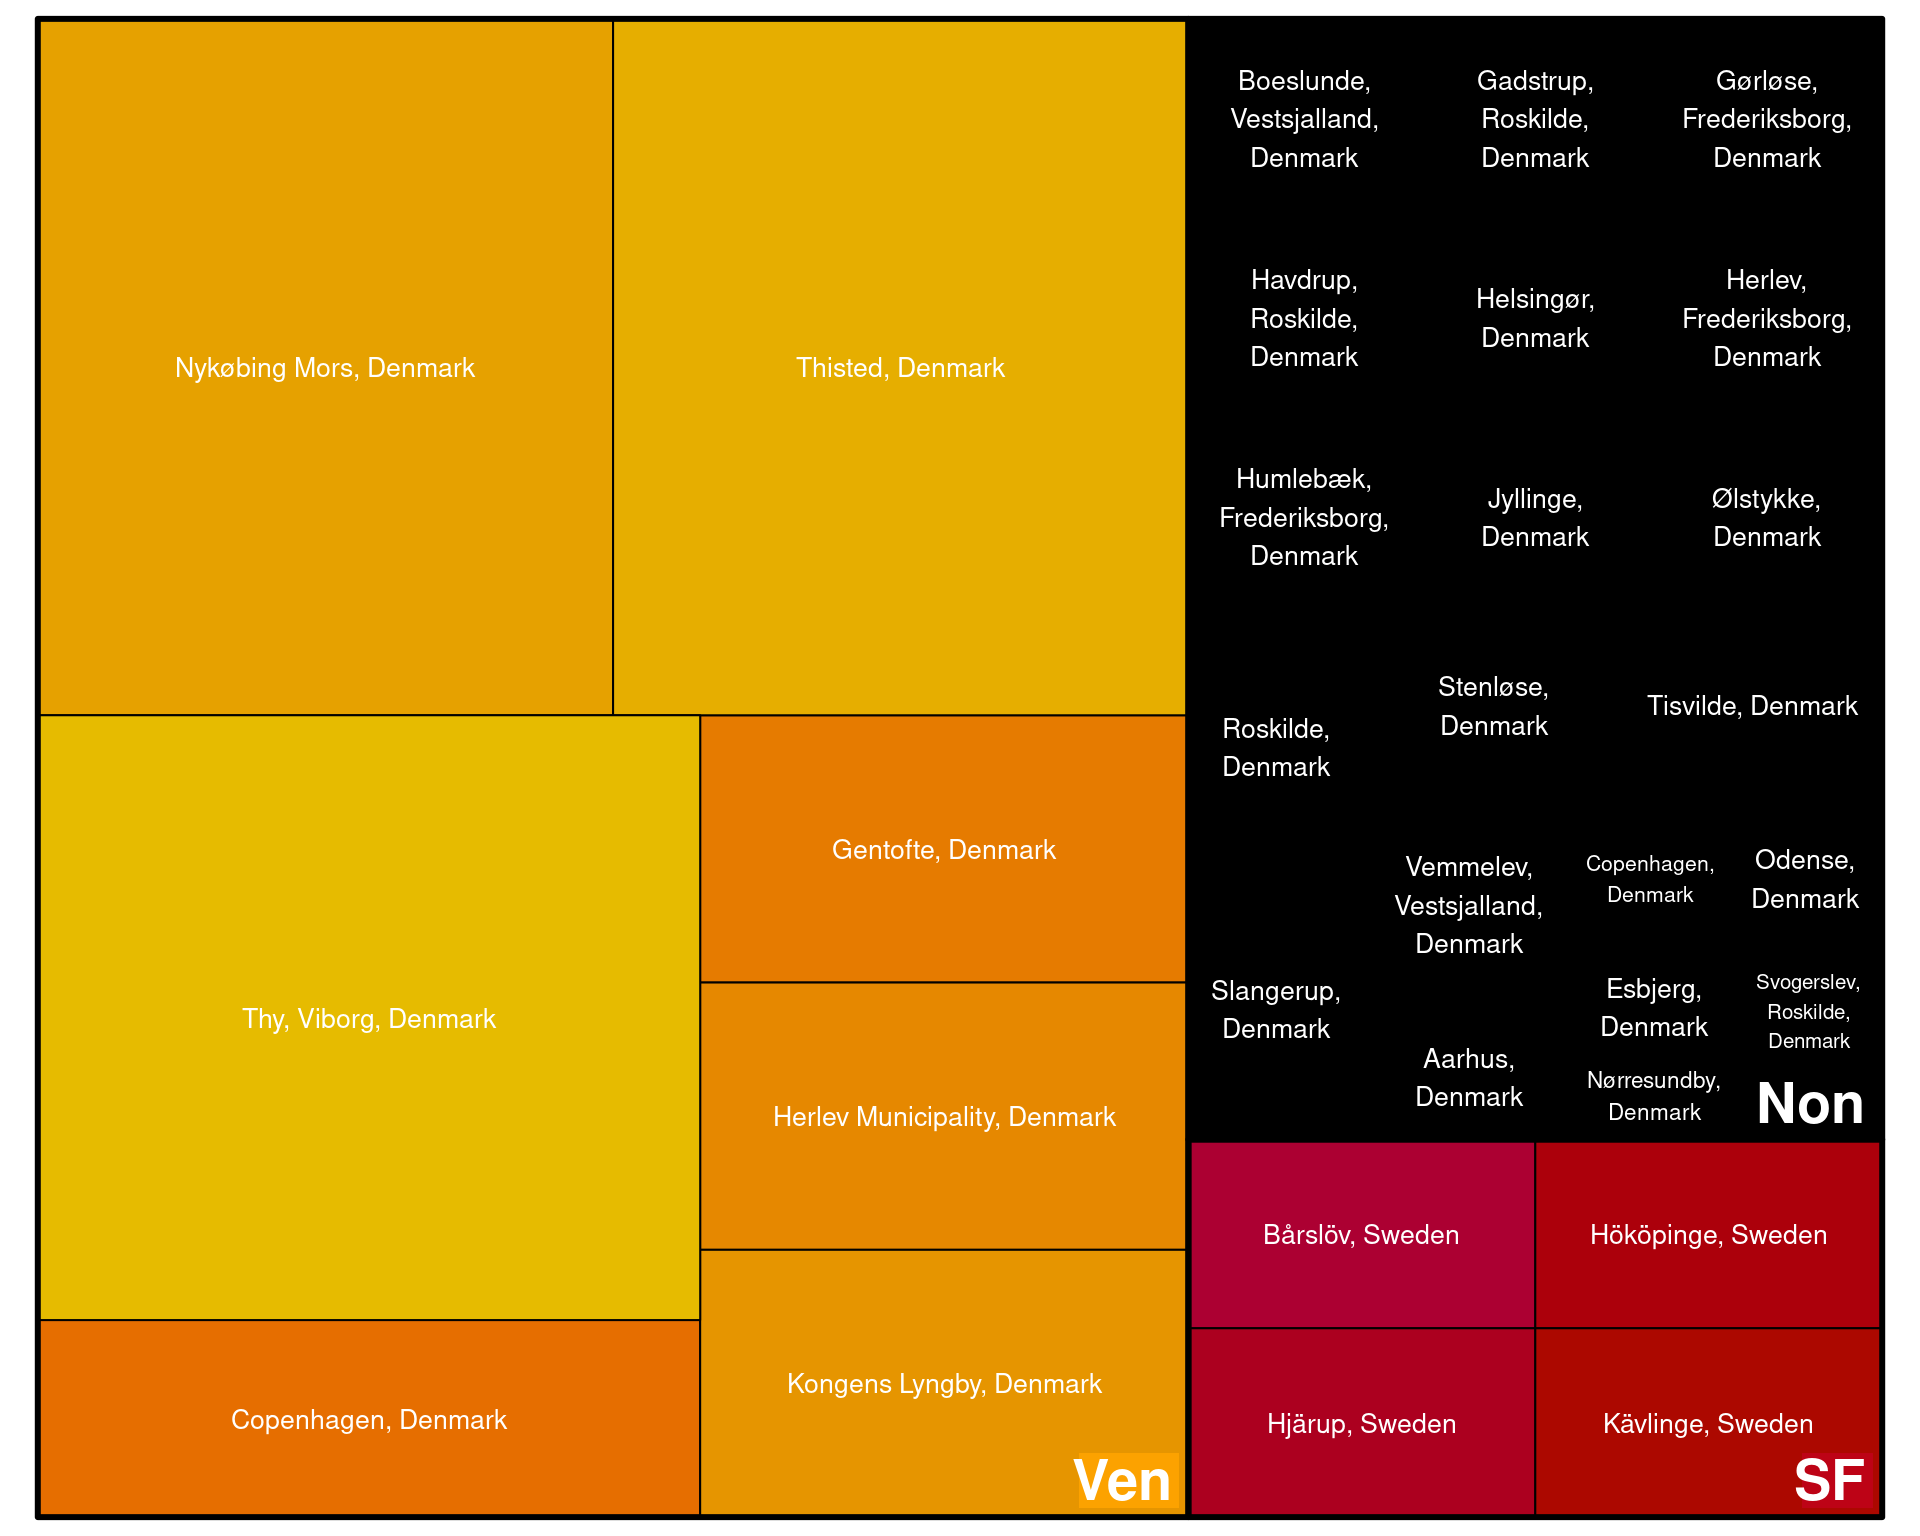 Nykøbing Mors, Denmark
Thisted, Denmark
Thy, Viborg, Denmark
Gentofte, Denmark
Herlev Municipality, Denmark
Copenhagen, Denmark
Kongens Lyngby, Denmark
Ven
Boeslunde,
Vestsjalland,
Denmark
Gadstrup,
Roskilde,
Denmark
Gørløse,
Frederiksborg,
Denmark
Havdrup,
Roskilde,
Denmark
Helsingør,
Denmark
Herlev,
Frederiksborg,
Denmark
Humlebæk,
Frederiksborg,
Denmark
Jyllinge,
Denmark
Ølstykke,
Denmark
Roskilde,
Denmark
Stenløse,
Denmark
Tisvilde, Denmark
Slangerup,
Denmark
Vemmelev,
Vestsjalland,
Denmark
Copenhagen,
Denmark
Odense,
Denmark
Aarhus,
Denmark
Esbjerg,
Denmark
Svogerslev,
Roskilde,
Denmark
Nørresundby,
Denmark
Non
Bårslöv, Sweden
Hököpinge, Sweden
Hjärup, Sweden
Kävlinge, Sweden
SF